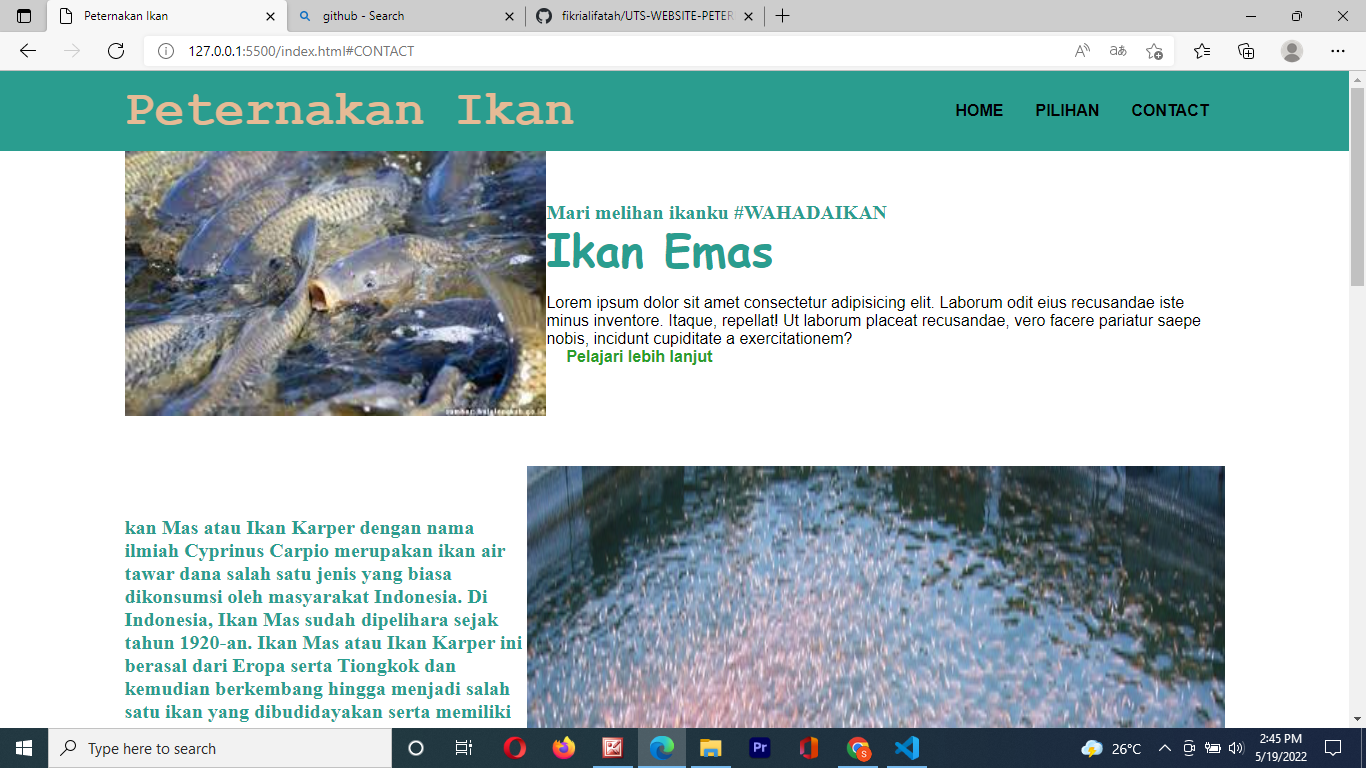 Peternakan Ikan
github - Search
fikrialifatah/UTS-WEBSITE-PETER
127.0.0.1:5500/index.html#CONTACT
Peternakan Ikan
HOME PILIHAN CONTACT
Mari melihan ikanku #WAHADAIKAN
Ikan Emas
Lorem ipsum dolor sit amet consectetur adipisicing elit. Laborum odit eius recusandae iste
minus inventore. Itaque, repellat! Ut laborum placeat recusandae, vero facere pariatur saepe
nobis, incidunt cupiditate a exercitationem?
Pelajari lebih lanjut
kan Mas atau Ikan Karper dengan nama
ilmiah Cyprinus Carpio merupakan ikan air
tawar dana salah satu jenis yang biasa
dikonsumsi oleh masyarakat Indonesia. Di
Indonesia, Ikan Mas sudah dipelihara sejak
tahun 1920-an. Ikan Mas atau Ikan Karper ini
berasal dari Eropa serta Tiongkok dan
kemudian berkembang hingga menjadi salah
satu ikan yang dibudidayakan serta memiliki
Type here to search
Pr
S
26°C
2:45 PM
5/19/2022